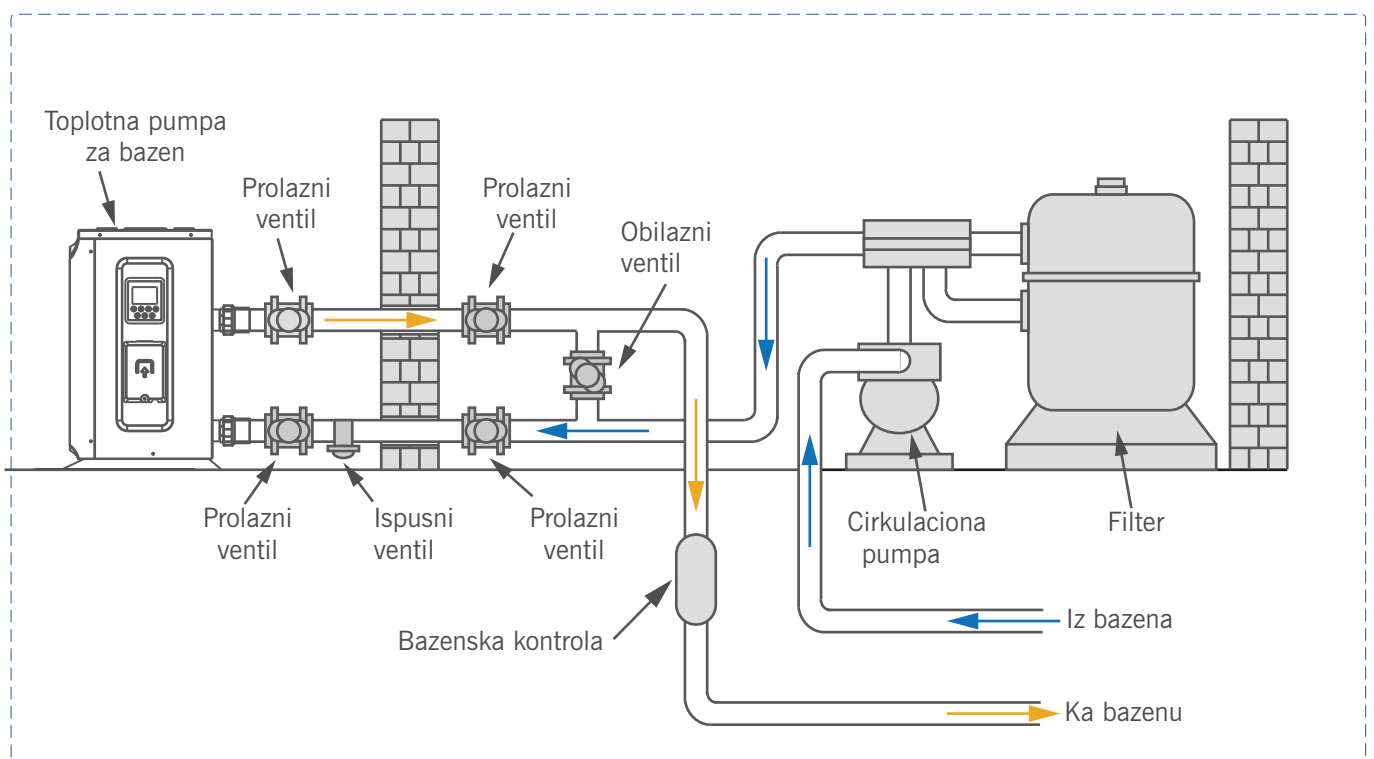 Toplotna pumpa
za bazen
Prolazni
ventil
Prolazni
ventil
Obilazni
ventil
Prolazni
ventil
Ispusni
ventil
Prolazni
ventil
Cirkulaciona
pumpa
Filter
Bazenska kontrola
Iz bazena
Ka bazenu